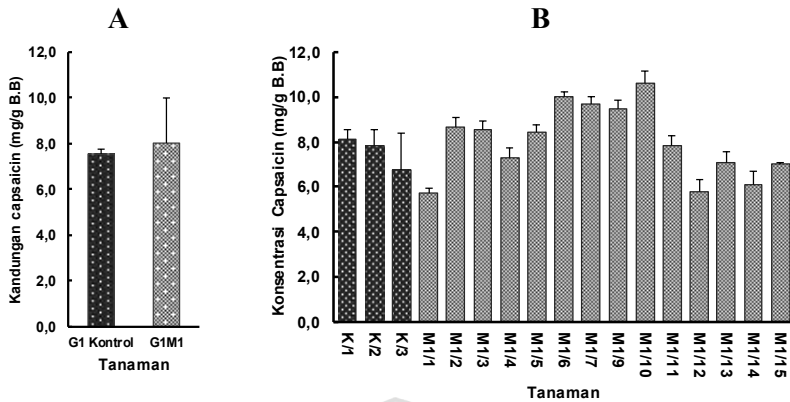 A
Kandungan capsaicin (mg/g B.B)
12,0
10,0
8,0
6,0
4,0
2,0
0,0
G1 Kontrol G1M1
Tanaman
B
Konsentrasi Capsaicin (mg/g B.B)
12,0
10,0
8,0
6,0
4,0
2,0
0,0
K/1
K/2
K/3
M1/1
M1/2
M1/3
M1/4
M1/5
M1/6
M1/7
M1/9
M1/10
M1/11
M1/12
M1/13
M1/14
M1/15
Tanaman